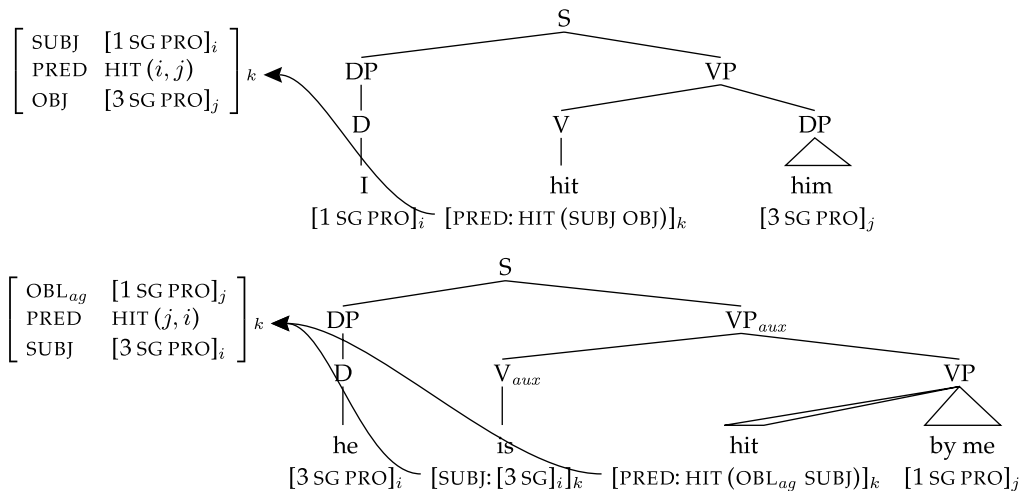 S
SUBJ [1 SG PRO]i
PRED HIT (i, j)
OBJ [3 SG PRO]j
k
DP VP
D V DP
I hit him
[1 SG PRO]i [PRED: HIT (SUBJ OBJ)]k [3 SG PRO]j
S
OBLag [1 SG PRO]j
PRED HIT (j, i)
SUBJ [3 SG PRO]i
k
DP VPaux
D Vaux VP
he is hit by me
[3 SG PRO]i [SUBJ: [3 SG]i]k [PRED: HIT (OBLag SUBJ)]k [1 SG PRO]j